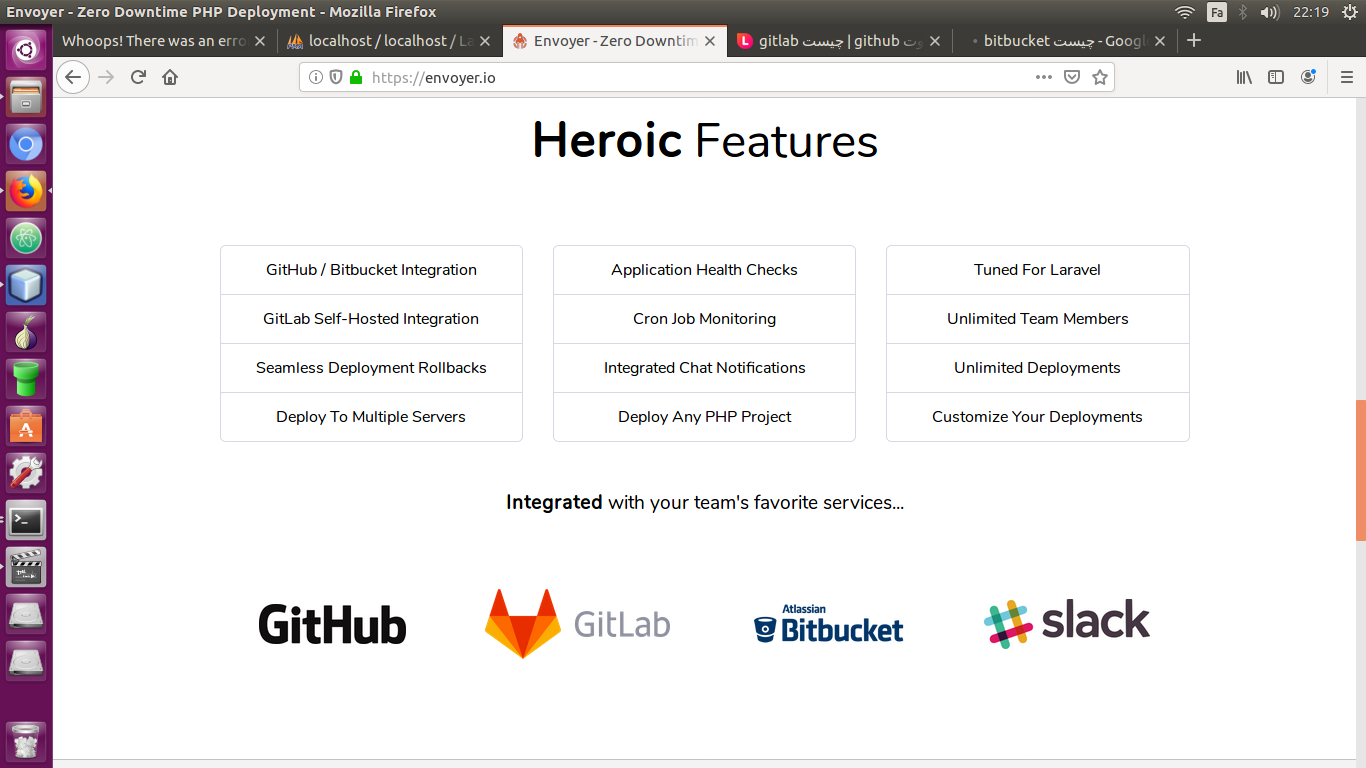 Envoyer - Zero Downtime PHP Deployment - Mozilla Firefox
Fa
22:19
Whoops! There was an erro
localhost / localhost / La
Envoyer - Zero Downtim
gitlab چیست | github وت
bitbucket چیست - Googl
https://envoyer.io
Heroic Features
GitHub / Bitbucket Integration
GitLab Self-Hosted Integration
Seamless Deployment Rollbacks
Deploy To Multiple Servers
Application Health Checks
Cron Job Monitoring
Integrated Chat Notifications
Deploy Any PHP Project
Tuned For Laravel
Unlimited Team Members
Unlimited Deployments
Customize Your Deployments
Integrated with your team's favorite services...
GitHub
GitLab
Atlassian
Bitbucket
slack